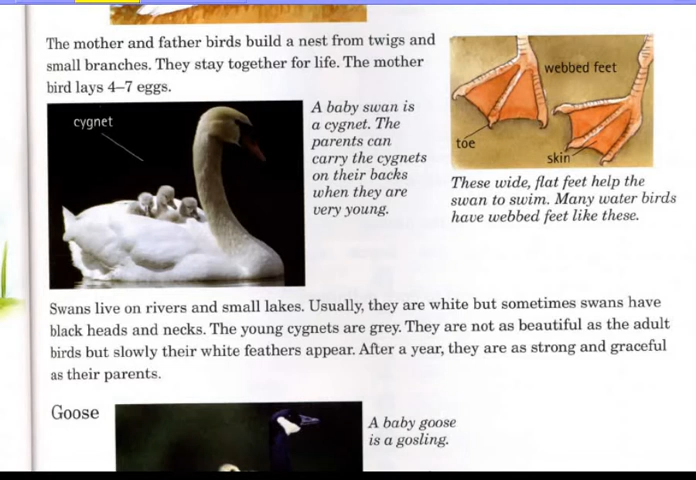 The mother and father birds build a nest from twigs and
small branches. They stay together for life. The mother
bird lays 4–7 eggs.
cygnet
A baby swan is
a cygnet. The
parents can
carry the cygnets
on their backs
when they are
very young.
webbed feet
toe
skin
These wide, flat feet help the
swan to swim. Many water birds
have webbed feet like these.
Swans live on rivers and small lakes. Usually, they are white but sometimes swans have
black heads and necks. The young cygnets are grey. They are not as beautiful as the adult
birds but slowly their white feathers appear. After a year, they are as strong and graceful
as their parents.
Goose
A baby goose
is a gosling.